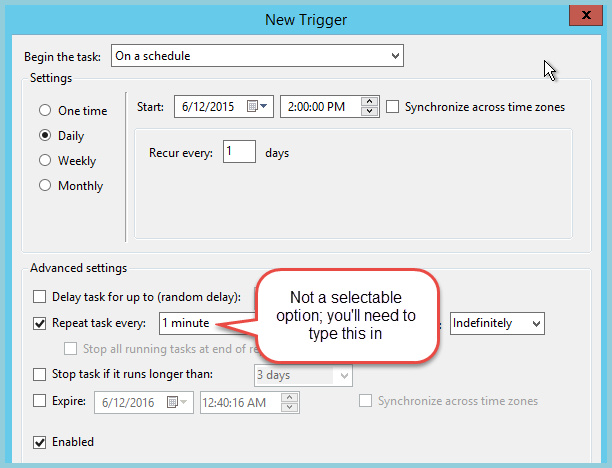 New Trigger
x
Begin the task: On a schedule
Settings
One time
Daily
Weekly
Monthly
Start: 6/12/2015 2:00:00 PM Synchronize across time zones
Recur every: 1 days
Advanced settings
Delay task for up to (random delay):
Repeat task every: 1 minute : Indefinitely
Not a selectable
option; you'll need to
type this in
Stop all running tasks at end of re
Stop task if it runs longer than: 3 days
Expire: 6/12/2016 12:40:16 AM Synchronize across time zones
Enabled